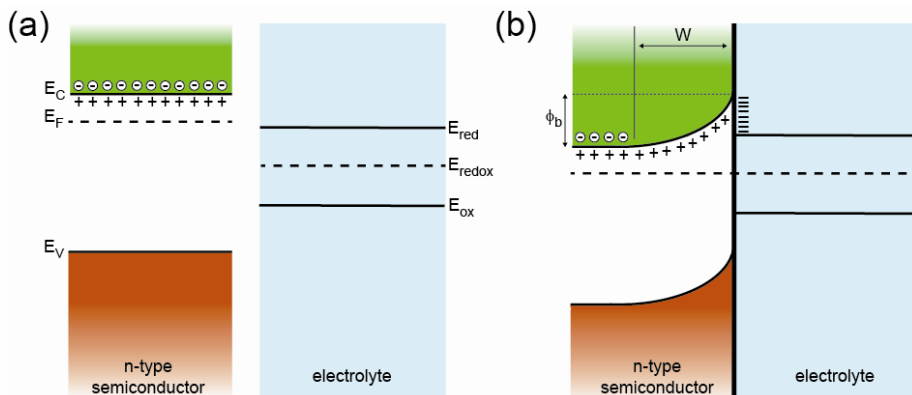 (a)
E_C
E_F
E_V
n-type
semiconductor
E_red
E_redox
E_ox
electrolyte
(b)
W
ϕ_b
n-type
semiconductor
electrolyte